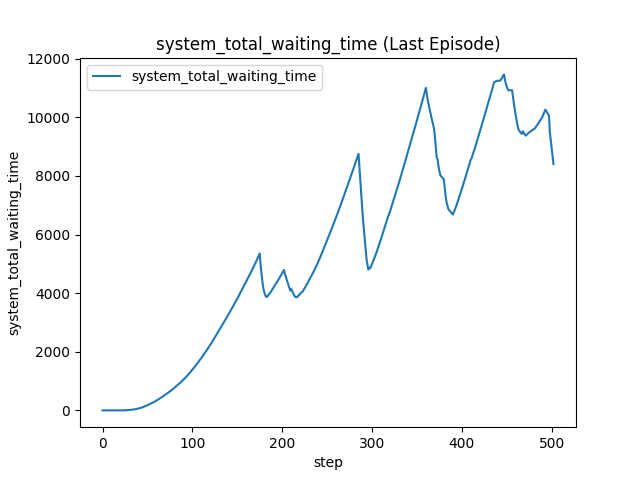 system_total_waiting_time (Last Episode)
system_total_waiting_time
12000
10000
8000
6000
4000
2000
0
system_total_waiting_time
0 100 200 300 400 500
step